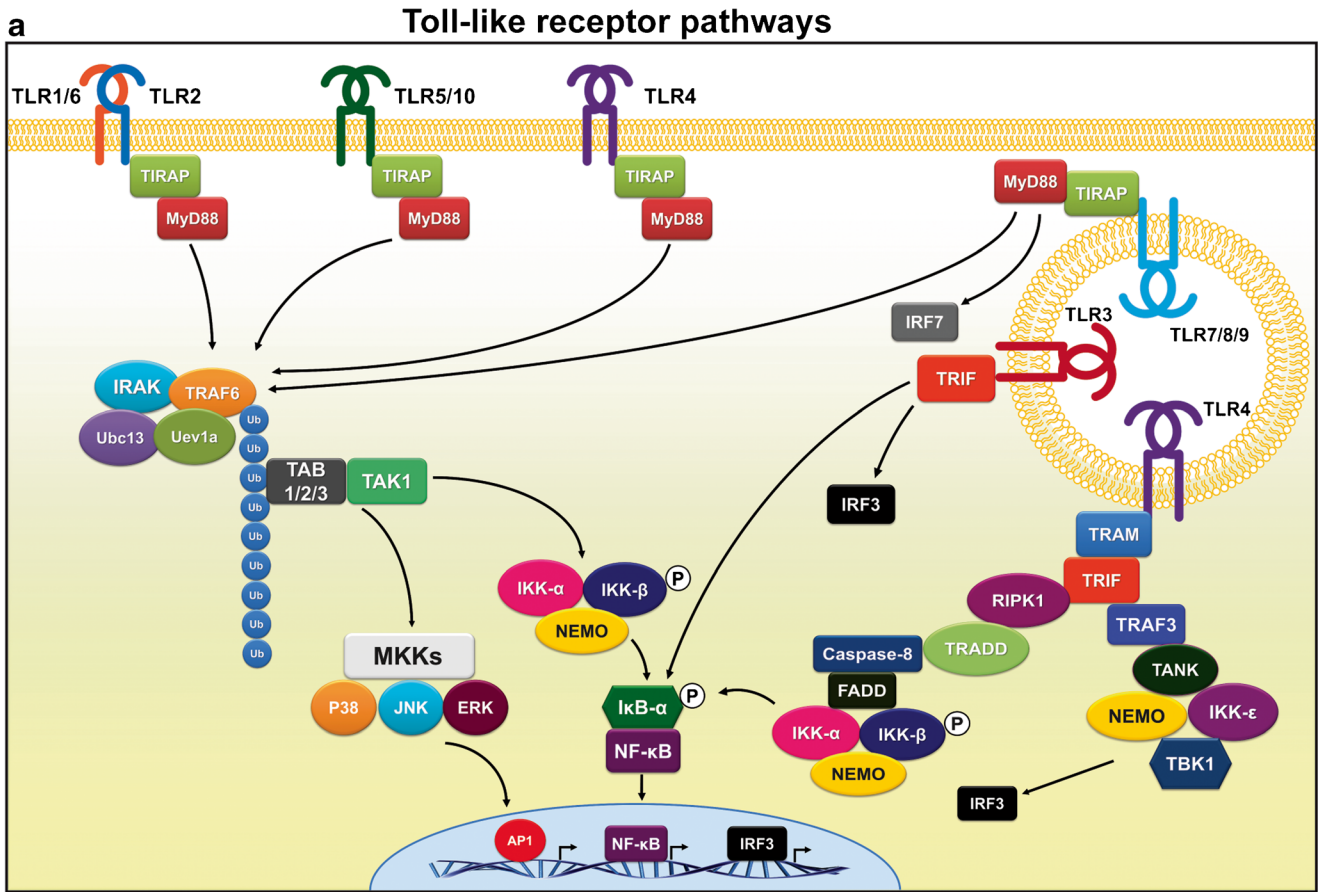 a
Toll-like receptor pathways
TLR1/6
TLR2
TLR5/10
TLR4
TIRAP
MyD88
TIRAP
MyD88
TIRAP
MyD88
MyD88
TIRAP
IRF7
TLR3
TLR7/8/9
TRIF
TLR4
IRAK
TRAF6
Ubc13
Uev1a
Ub
Ub
Ub
Ub
Ub
Ub
Ub
Ub
Ub
TAB
1/2/3
TAK1
IRF3
TRAM
TRIF
RIPK1
TRAF3
TRADD
TANK
NEMO
IKK-ε
TBK1
IRF3
IKK-α
IKK-β
P
NEMO
MKKs
P38
JNK
ERK
IκB-α
P
NF-κB
Caspase-8
FADD
IKK-α
IKK-β
P
NEMO
AP1
NF-κB
IRF3